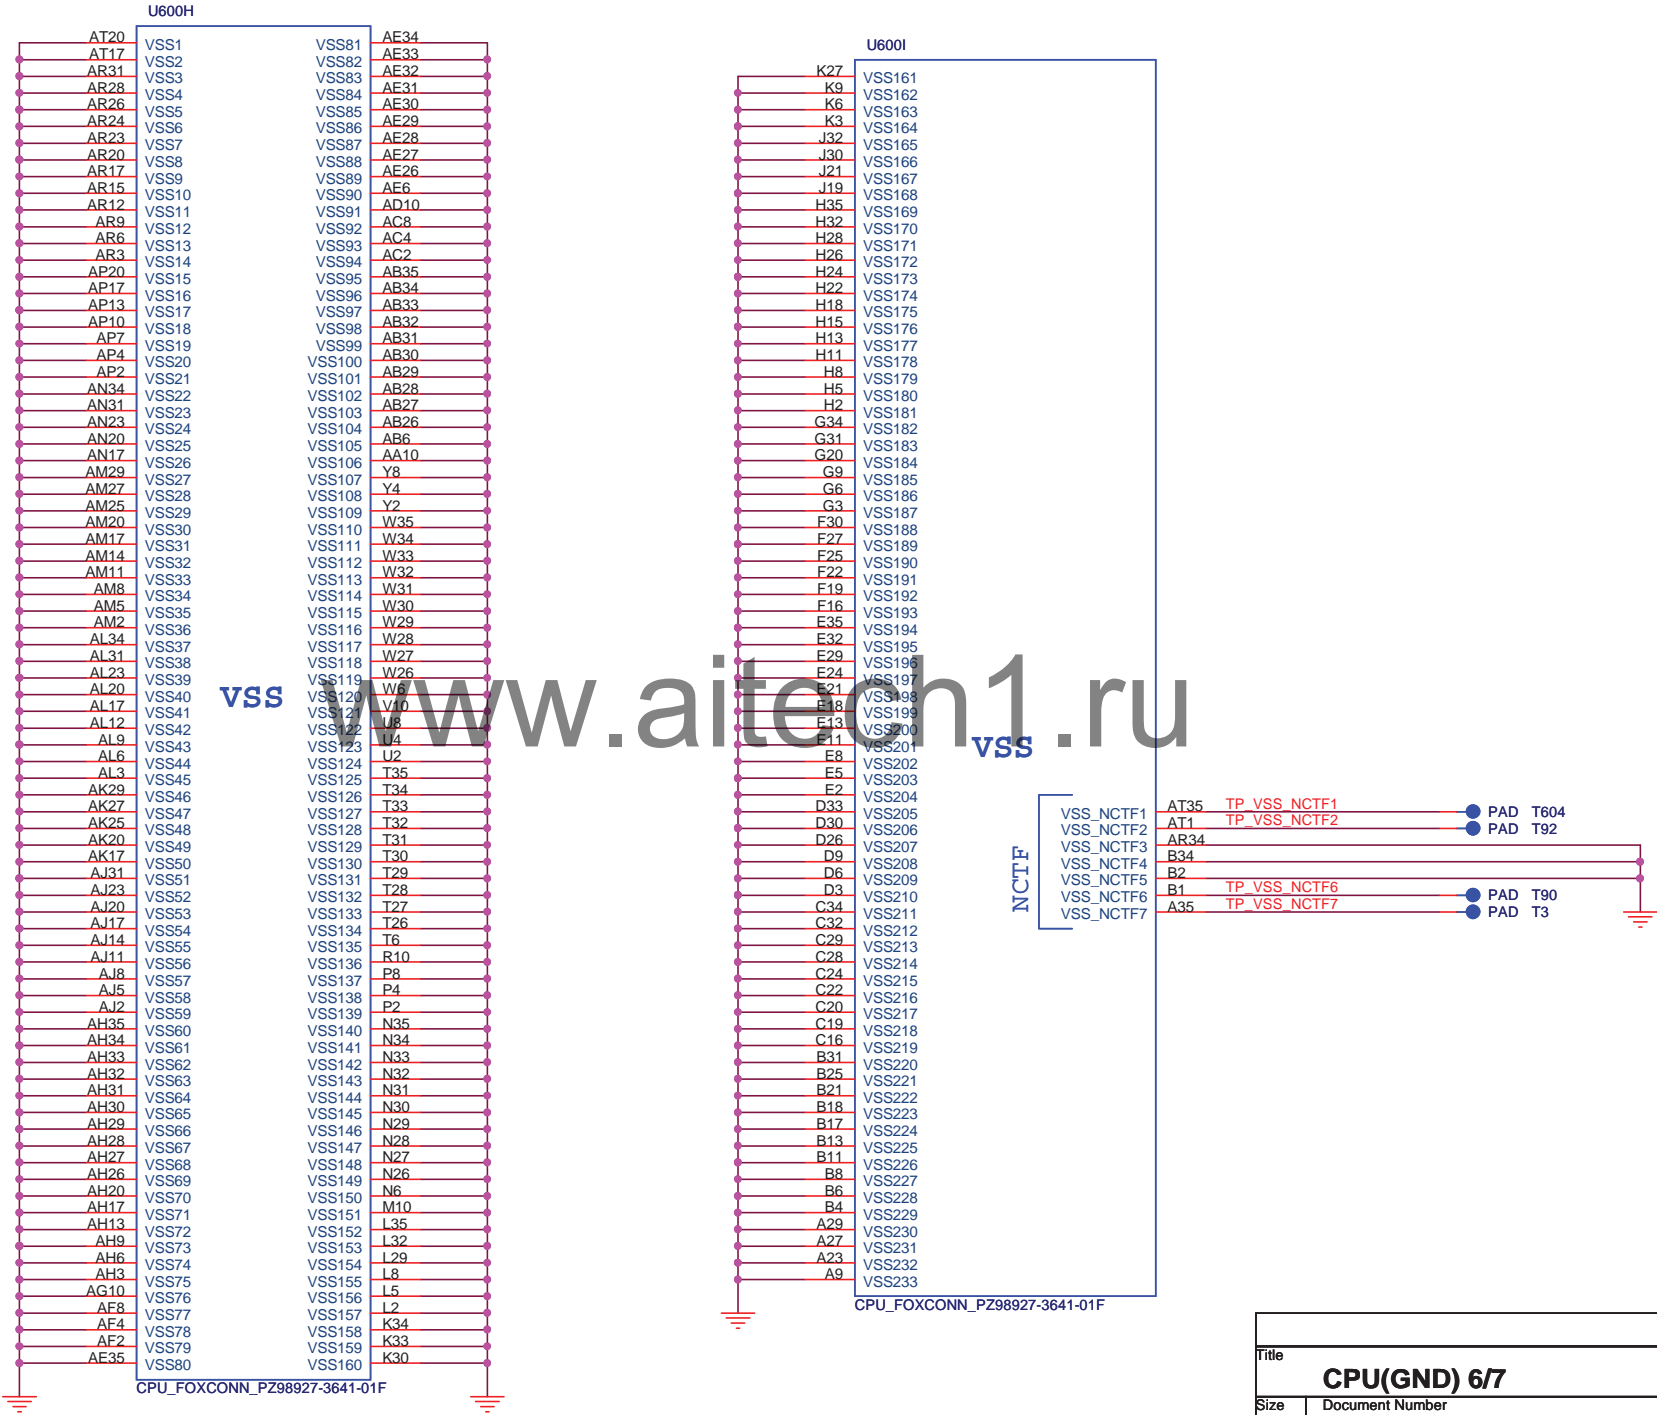 U600H
AT20 VSS1 VSS81 AE34
AT17 VSS2 VSS82 AE33
AR31 VSS3 VSS83 AE32
AR28 VSS4 VSS84 AE31
AR26 VSS5 VSS85 AE30
AR24 VSS6 VSS86 AE29
AR23 VSS7 VSS87 AE28
AR20 VSS8 VSS88 AE27
AR17 VSS9 VSS89 AE26
AR15 VSS10 VSS90 AE6
AR12 VSS11 VSS91 AD10
AR9 VSS12 VSS92 AC8
AR6 VSS13 VSS93 AC4
AR3 VSS14 VSS94 AC2
AP20 VSS15 VSS95 AB35
AP17 VSS16 VSS96 AB34
AP13 VSS17 VSS97 AB33
AP10 VSS18 VSS98 AB32
AP7 VSS19 VSS99 AB31
AP4 VSS20 VSS100 AB30
AP2 VSS21 VSS101 AB29
AN34 VSS22 VSS102 AB28
AN31 VSS23 VSS103 AB27
AN23 VSS24 VSS104 AB26
AN20 VSS25 VSS105 AB6
AN17 VSS26 VSS106 AA10
AM29 VSS27 VSS107 Y8
AM27 VSS28 VSS108 Y4
AM25 VSS29 VSS109 Y2
AM20 VSS30 VSS110 W35
AM17 VSS31 VSS111 W34
AM14 VSS32 VSS112 W33
AM11 VSS33 VSS113 W32
AM8 VSS34 VSS114 W31
AM5 VSS35 VSS115 W30
AM2 VSS36 VSS116 W29
AL34 VSS37 VSS117 W28
AL31 VSS38 VSS118 W27
AL23 VSS39 VSS119 W26
AL20 VSS40 VSS120 W6
AL17 VSS41 VSS121 V10
AL12 VSS42 VSS122 U8
AL9 VSS43 VSS123 U4
AL6 VSS44 VSS124 U2
AL3 VSS45 VSS125 T35
AK29 VSS46 VSS126 T34
AK27 VSS47 VSS127 T33
AK25 VSS48 VSS128 T32
AK20 VSS49 VSS129 T31
AK17 VSS50 VSS130 T30
AJ31 VSS51 VSS131 T29
AJ23 VSS52 VSS132 T28
AJ20 VSS53 VSS133 T27
AJ17 VSS54 VSS134 T26
AJ14 VSS55 VSS135 T6
AJ11 VSS56 VSS136 R10
AJ8 VSS57 VSS137 P8
AJ5 VSS58 VSS138 P4
AJ2 VSS59 VSS139 P2
AH35 VSS60 VSS140 N35
AH34 VSS61 VSS141 N34
AH33 VSS62 VSS142 N33
AH32 VSS63 VSS143 N32
AH31 VSS64 VSS144 N31
AH30 VSS65 VSS145 N30
AH29 VSS66 VSS146 N29
AH28 VSS67 VSS147 N28
AH27 VSS68 VSS148 N27
AH26 VSS69 VSS149 N26
AH20 VSS70 VSS150 N6
AH17 VSS71 VSS151 M10
AH13 VSS72 VSS152 L35
AH9 VSS73 VSS153 L32
AH6 VSS74 VSS154 L29
AH3 VSS75 VSS155 L8
AG10 VSS76 VSS156 L5
AF8 VSS77 VSS157 L2
AF4 VSS78 VSS158 K34
AF2 VSS79 VSS159 K33
AE35 VSS80 VSS160 K30
VSS
CPU_FOXCONN_PZ98927-3641-01F
U600I
K27 VSS161
K9 VSS162
K6 VSS163
K3 VSS164
J32 VSS165
J30 VSS166
J21 VSS167
J19 VSS168
H35 VSS169
H32 VSS170
H28 VSS171
H26 VSS172
H24 VSS173
H22 VSS174
H18 VSS175
H15 VSS176
H13 VSS177
H11 VSS178
H8 VSS179
H5 VSS180
H2 VSS181
G34 VSS182
G31 VSS183
G20 VSS184
G9 VSS185
G6 VSS186
G3 VSS187
F30 VSS188
F27 VSS189
F25 VSS190
F22 VSS191
F19 VSS192
F16 VSS193
E35 VSS194
E32 VSS195
E29 VSS196
E24 VSS197
E21 VSS198
E18 VSS199
E13 VSS200
E11 VSS201
E8 VSS202
E5 VSS203
E2 VSS204
D33 VSS205
D30 VSS206
D26 VSS207
D9 VSS208
D6 VSS209
D3 VSS210
C34 VSS211
C32 VSS212
C29 VSS213
C28 VSS214
C24 VSS215
C22 VSS216
C20 VSS217
C19 VSS218
C16 VSS219
B31 VSS220
B25 VSS221
B21 VSS222
B18 VSS223
B17 VSS224
B13 VSS225
B11 VSS226
B8 VSS227
B6 VSS228
B4 VSS229
A29 VSS230
A27 VSS231
A23 VSS232
A9 VSS233
VSS
NCTF
VSS_NCTF1 AT35 TP_VSS_NCTF1 PAD T604
VSS_NCTF2 AT1 TP_VSS_NCTF2 PAD T92
VSS_NCTF3 AR34
VSS_NCTF4 B34
VSS_NCTF5 B2
VSS_NCTF6 B1 TP_VSS_NCTF6 PAD T90
VSS_NCTF7 A35 TP_VSS_NCTF7 PAD T3
CPU_FOXCONN_PZ98927-3641-01F
www.aitech1.ru
Title
CPU(GND) 6/7
Size Document Number